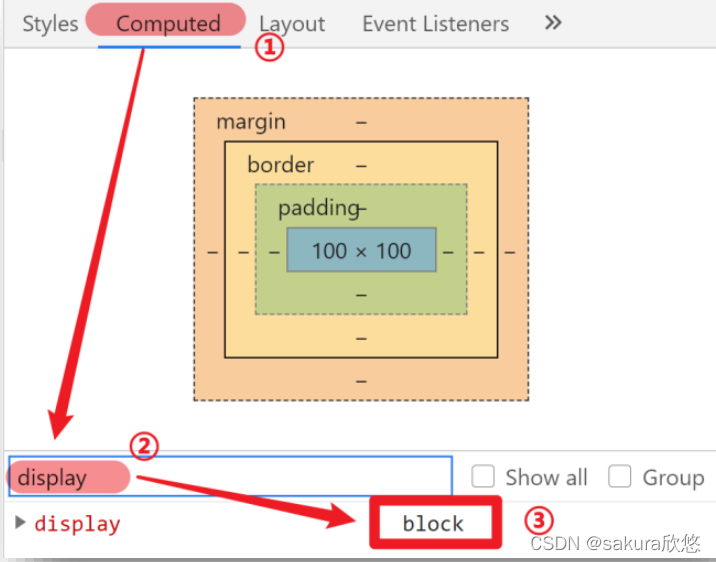 Styles Computed Layout Event Listeners »
①
margin –
border –
padding –
– – – 100 × 100 – – –
–
–
–
②
display Show all Group
display block ③
CSDN @sakura欣悠